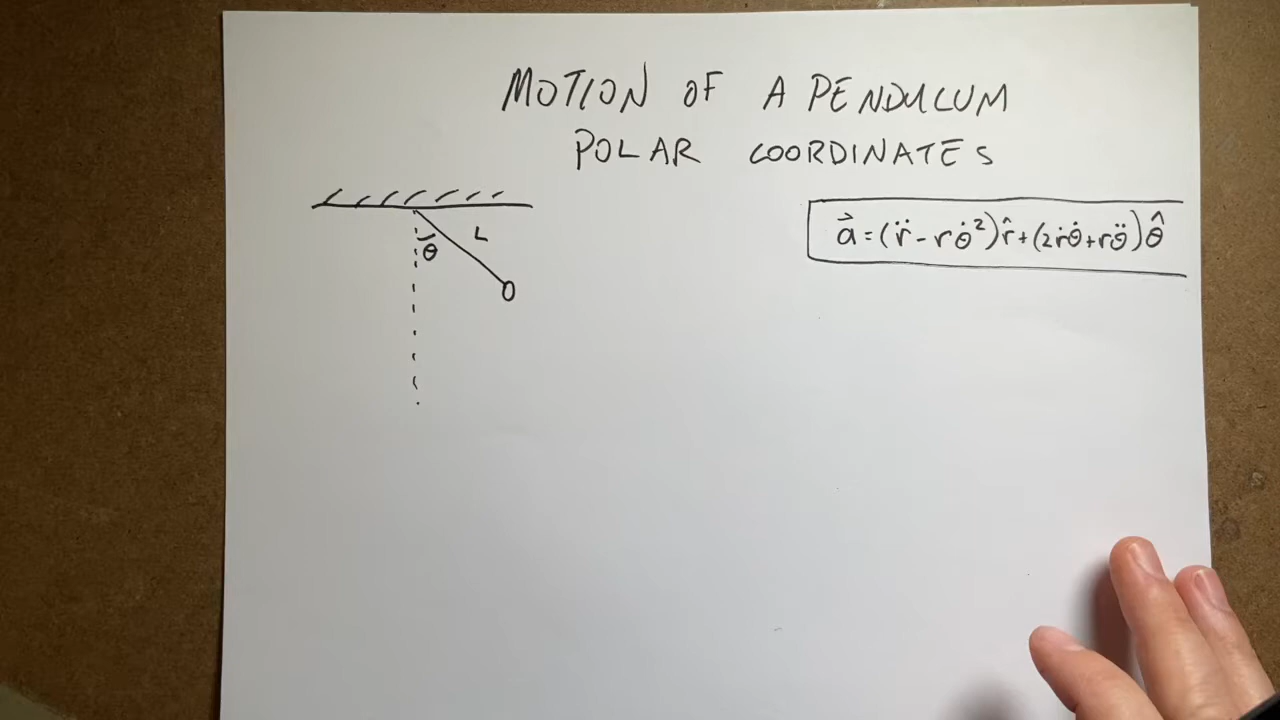 MOTION OF A PENDULUM
POLAR COORDINATES
L
θ
a⃗=(r̈-rθ̇²)r̂+(2ṙθ̇+rθ̈)θ̂